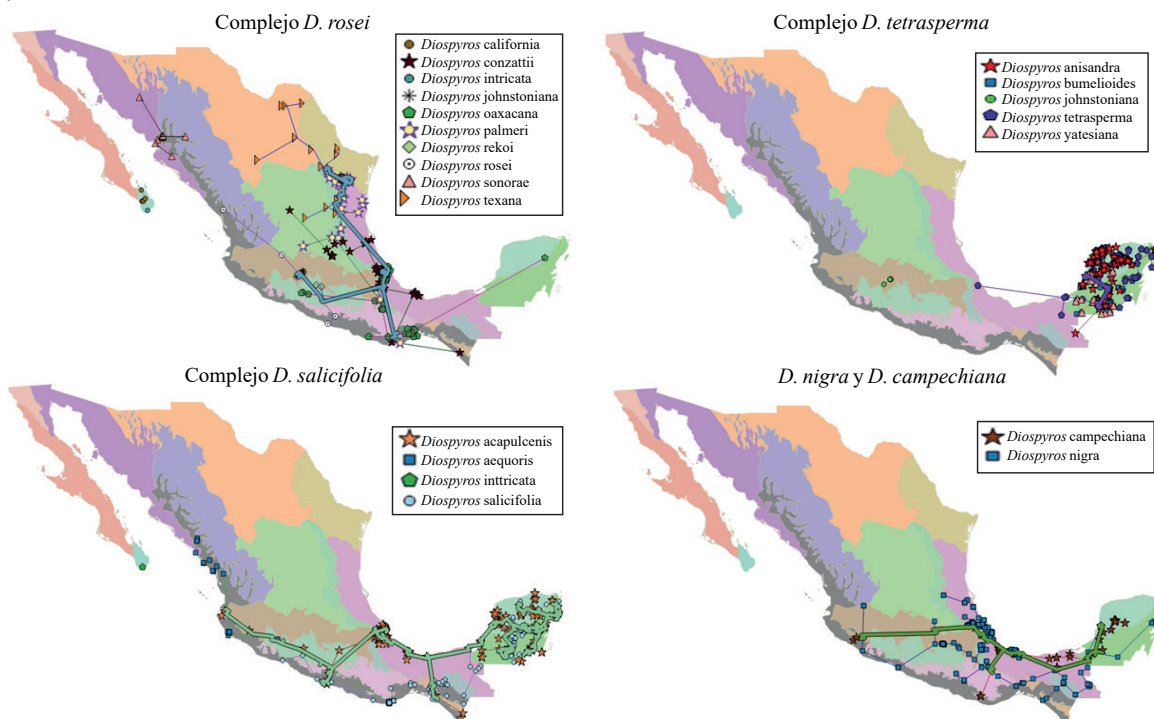 Complejo D. rosei
Diospyros california
Diospyros conzattii
Diospyros intricata
Diospyros johnstoniana
Diospyros oaxacana
Diospyros palmeri
Diospyros rekoi
Diospyros rosei
Diospyros sonorae
Diospyros texana
Complejo D. tetrasperma
Diospyros anisandra
Diospyros bumelioides
Diospyros johnstoniana
Diospyros tetrasperma
Diospyros yatesiana
Complejo D. salicifolia
Diospyros acapulcenis
Diospyros aequoris
Diospyros inttricata
Diospyros salicifolia
D. nigra y D. campechiana
Diospyros campechiana
Diospyros nigra